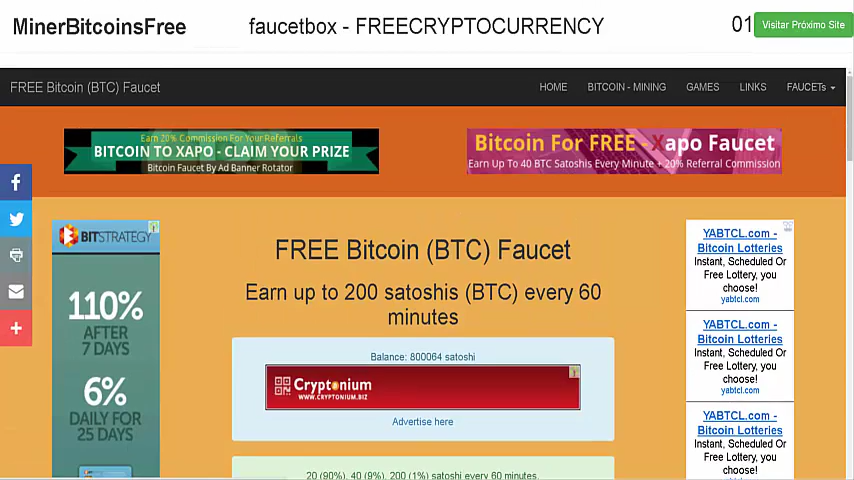 MinerBitcoinsFree
faucetbox - FREECRYPTOCURRENCY
01
Visitar Próximo Site
FREE Bitcoin (BTC) Faucet
HOME
BITCOIN - MINING
GAMES
LINKS
FAUCETs
Earn 20% Commission For Your Referrals
BITCOIN TO XAPO - CLAIM YOUR PRIZE
Bitcoin Faucet By Ad Banner Rotator
Bitcoin For FREE - Xapo Faucet
Earn Up To 40 BTC Satoshis Every Minute + 20% Referral Commission
BITSTRATEGY
110%
AFTER
7 DAYS
6%
DAILY FOR
25 DAYS
FREE Bitcoin (BTC) Faucet
Earn up to 200 satoshis (BTC) every 60
minutes
Balance: 800064 satoshi
Cryptonium
WWW.CRYPTONIUM.BIZ
Advertise here
20 (90%), 40 (9%), 200 (1%) satoshi every 60 minutes.
YABTCL.com -
Bitcoin Lotteries
Instant, Scheduled Or
Free Lottery, you
choose!
yabtcl.com
YABTCL.com -
Bitcoin Lotteries
Instant, Scheduled Or
Free Lottery, you
choose!
yabtcl.com
YABTCL.com -
Bitcoin Lotteries
Instant, Scheduled Or
Free Lottery, you
choose!